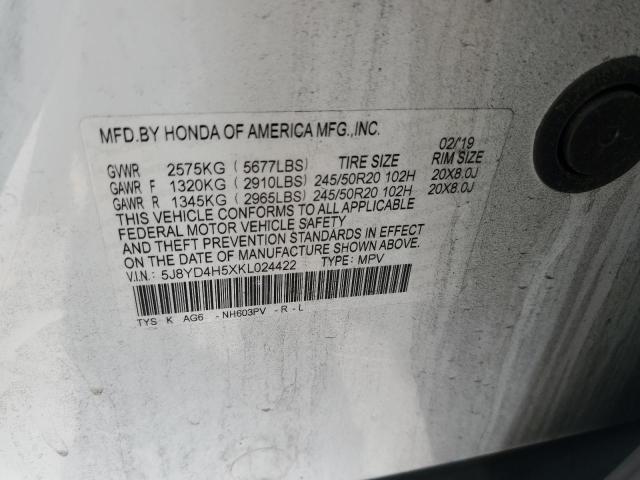 MFD.BY HONDA OF AMERICA MFG.,INC. 02/'19
GVWR 2575KG (5677LBS) TIRE SIZE RIM SIZE
GAWR F 1320KG (2910LBS) 245/50R20 102H 20X8.0J
GAWR R 1345KG (2965LBS) 245/50R20 102H 20X8.0J
THIS VEHICLE CONFORMS TO ALL APPLICABLE
FEDERAL MOTOR VEHICLE SAFETY, BUMPER,
AND THEFT PREVENTION STANDARDS IN EFFECT
ON THE DATE OF MANUFACTURE SHOWN ABOVE.
V.I.N.: 5J8YD4H5XKL024422 TYPE: MPV
TYS K AG6 -NH603PV -R -L